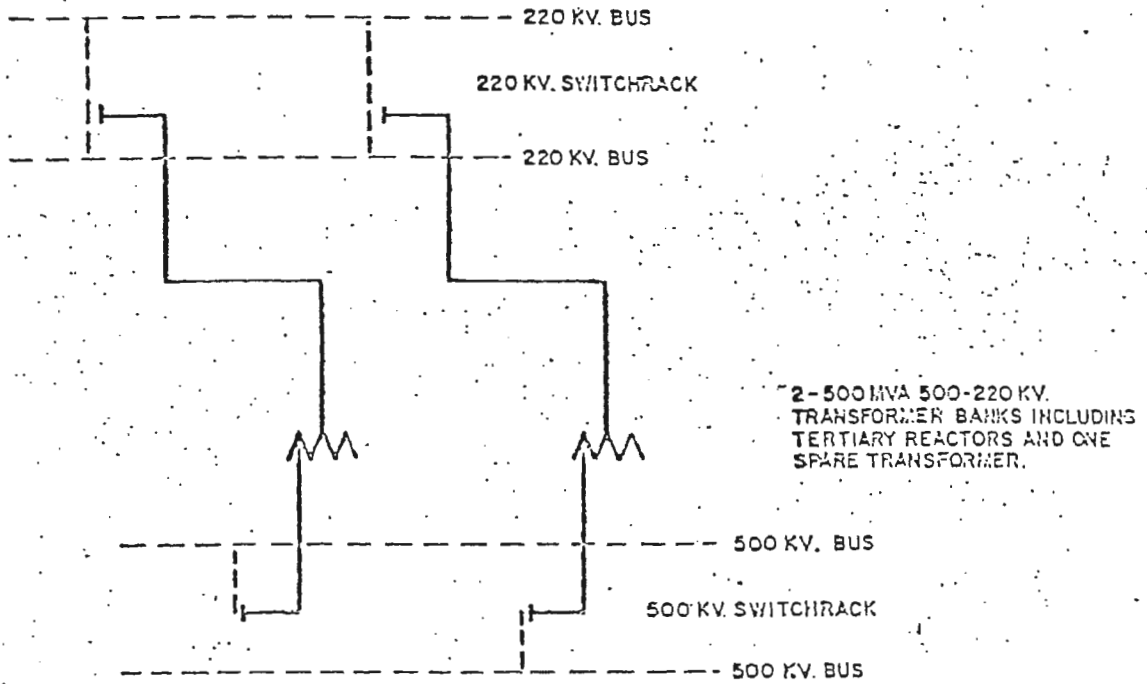 220 KV. BUS
220 KV. SWITCHRACK
220 KV. BUS
2-500 MVA 500-220 KV.
TRANSFORMER BANKS INCLUDING
TERTIARY REACTORS AND ONE
SPARE TRANSFORMER.
500 KV. BUS
500 KV. SWITCHRACK
500 KV. BUS